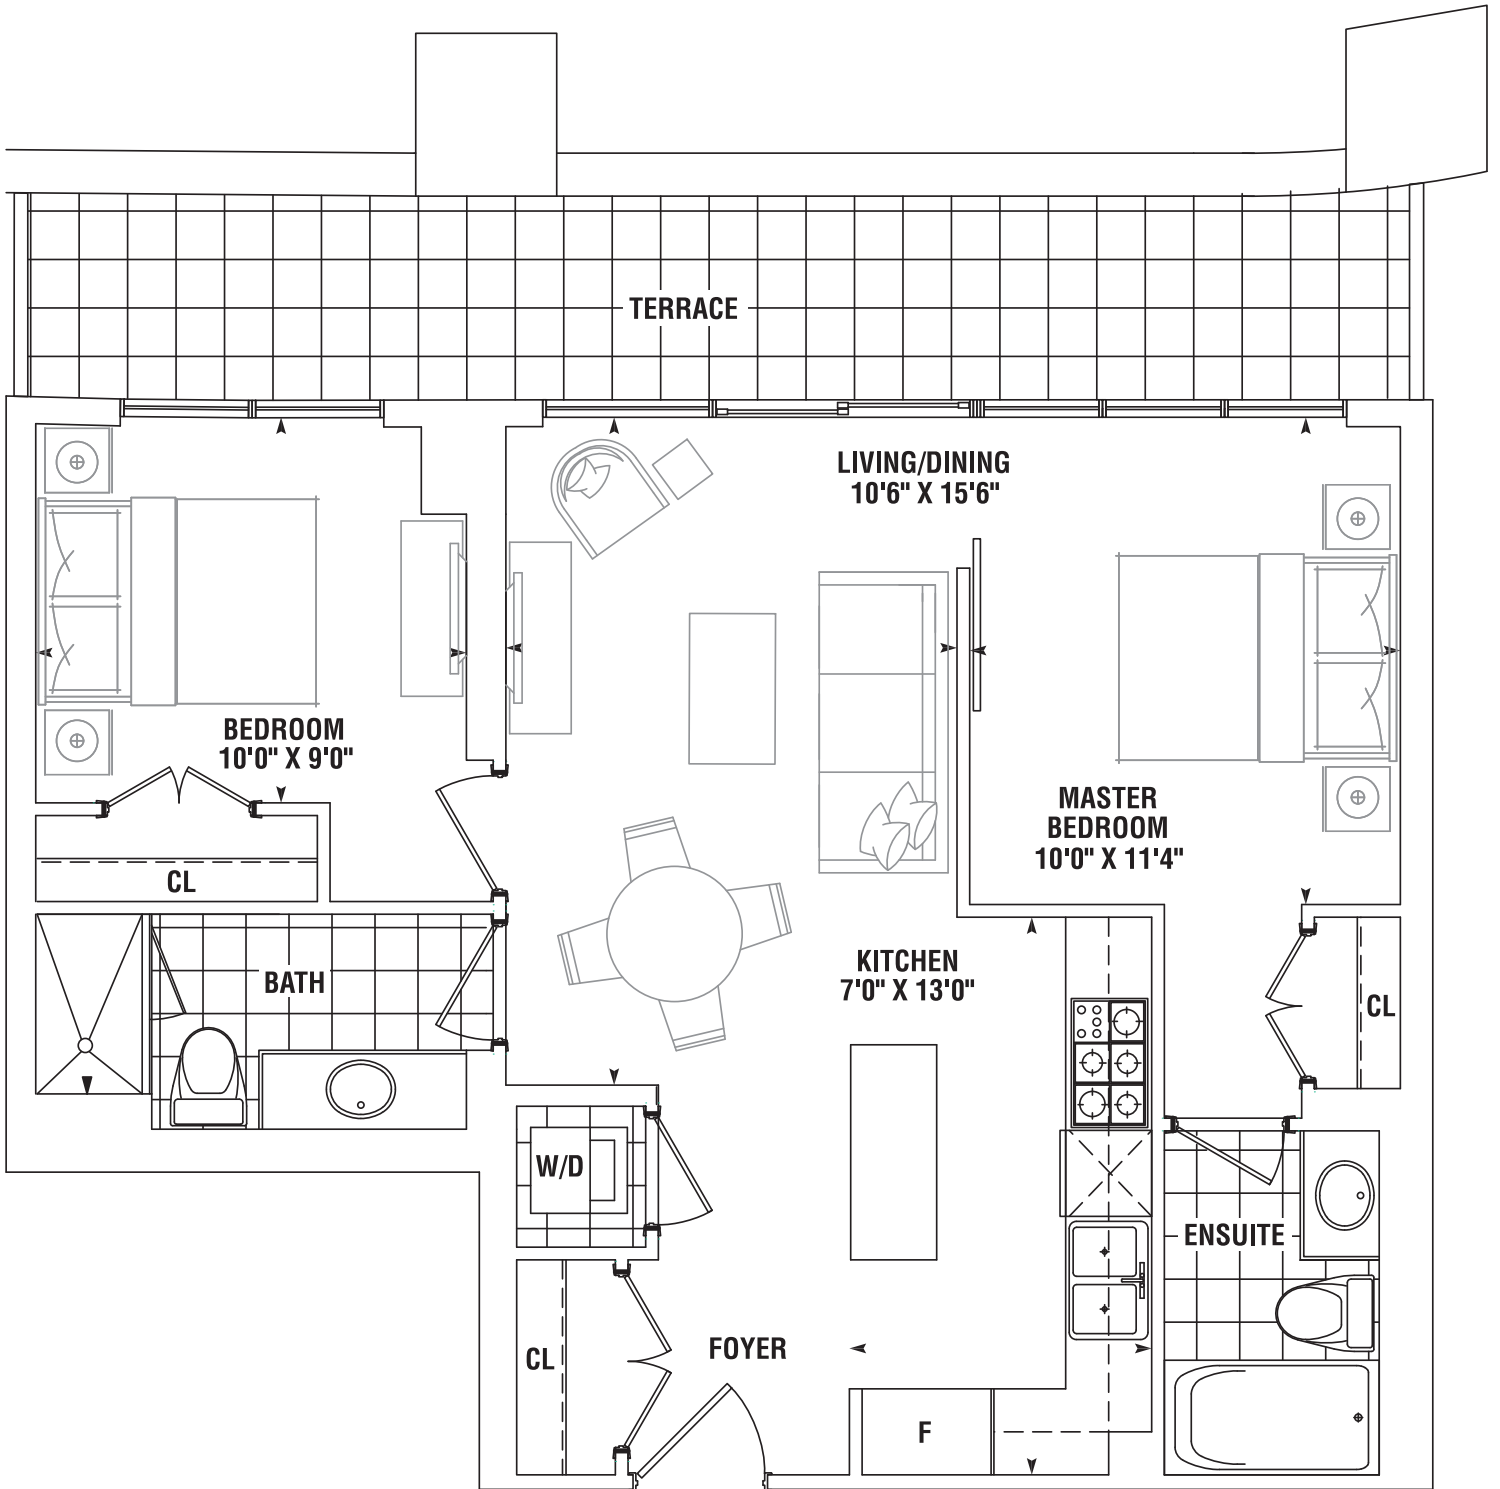 TERRACE
LIVING/DINING
10'6" X 15'6"
BEDROOM
10'0" X 9'0"
MASTER
BEDROOM
10'0" X 11'4"
CL
BATH
KITCHEN
7'0" X 13'0"
CL
W/D
ENSUITE
CL
FOYER
F